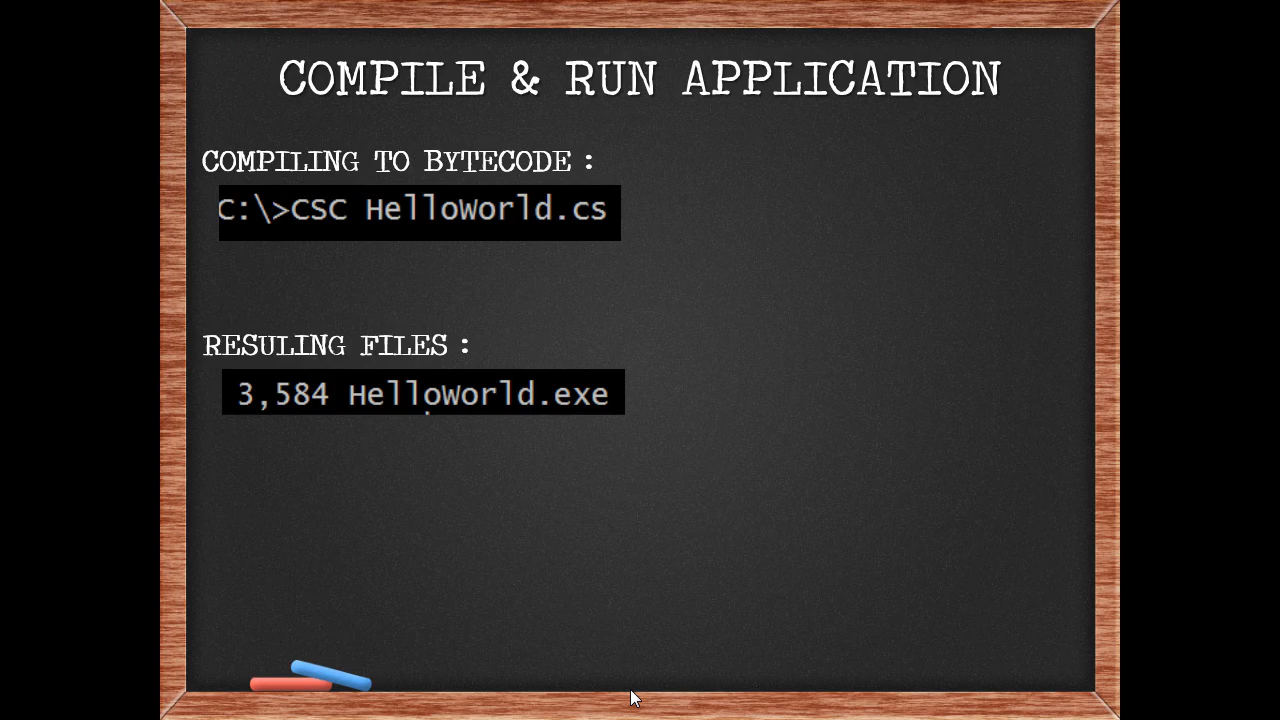 COMPILE & RUN APPLICATION
COMPILING TO BYTECODE :
C:\>CSC HelloWorld.cs
RESULING FILES :
3,584 HelloWorld.exe